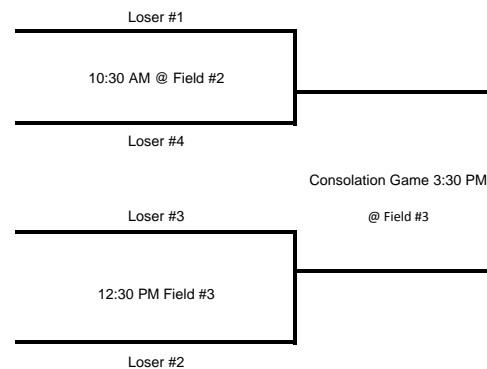 Loser #1
10:30 AM @ Field #2
Loser #4
Consolation Game 3:30 PM
Loser #3
@ Field #3
12:30 PM Field #3
Loser #2